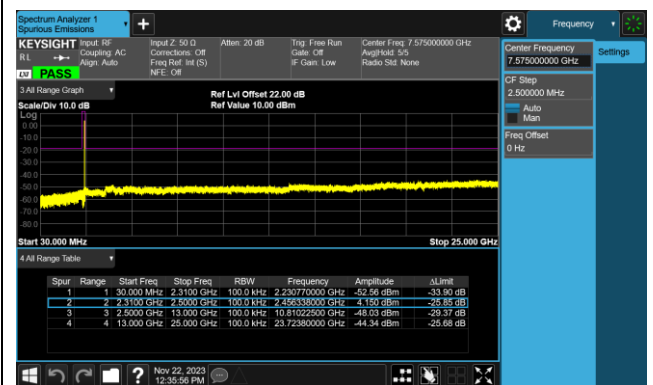 Spectrum Analyzer 1
Spurious Emissions
Frequency
KEYSIGHT
RL
Input: RF
Coupling: AC
Align: Auto
Input Z: 50 Ω
Corrections: Off
Freq Ref: Int (S)
NFE: Off
Atten: 20 dB
Trig: Free Run
Gate: Off
IF Gain: Low
Center Freq: 7.575000000 GHz
Avg|Hold: 5/5
Radio Std: None
LXI PASS
Center Frequency
7.575000000 GHz
Settings
CF Step
2.500000 MHz
Auto
Man
Freq Offset
0 Hz
3 All Range Graph
Scale/Div 10.0 dB
Ref Lvl Offset 22.00 dB
Ref Value 10.00 dBm
Log
0.00
-10.0
-20.0
-30.0
-40.0
-50.0
-60.0
-70.0
-80.0
Start 30.000 MHz Stop 25.000 GHz
4 All Range Table
Spur Range Start Freq Stop Freq RBW Frequency Amplitude ΔLimit
1 1 30.000 MHz 2.3100 GHz 100.0 kHz 2.230770000 GHz -52.56 dBm -33.90 dB
2 2 2.3100 GHz 2.5000 GHz 100.0 kHz 2.456338000 GHz 4.150 dBm -25.85 dB
3 3 2.5000 GHz 13.000 GHz 100.0 kHz 10.81022500 GHz -48.03 dBm -29.37 dB
4 4 13.000 GHz 25.000 GHz 100.0 kHz 23.72380000 GHz -44.34 dBm -25.68 dB
Nov 22, 2023
12:35:56 PM